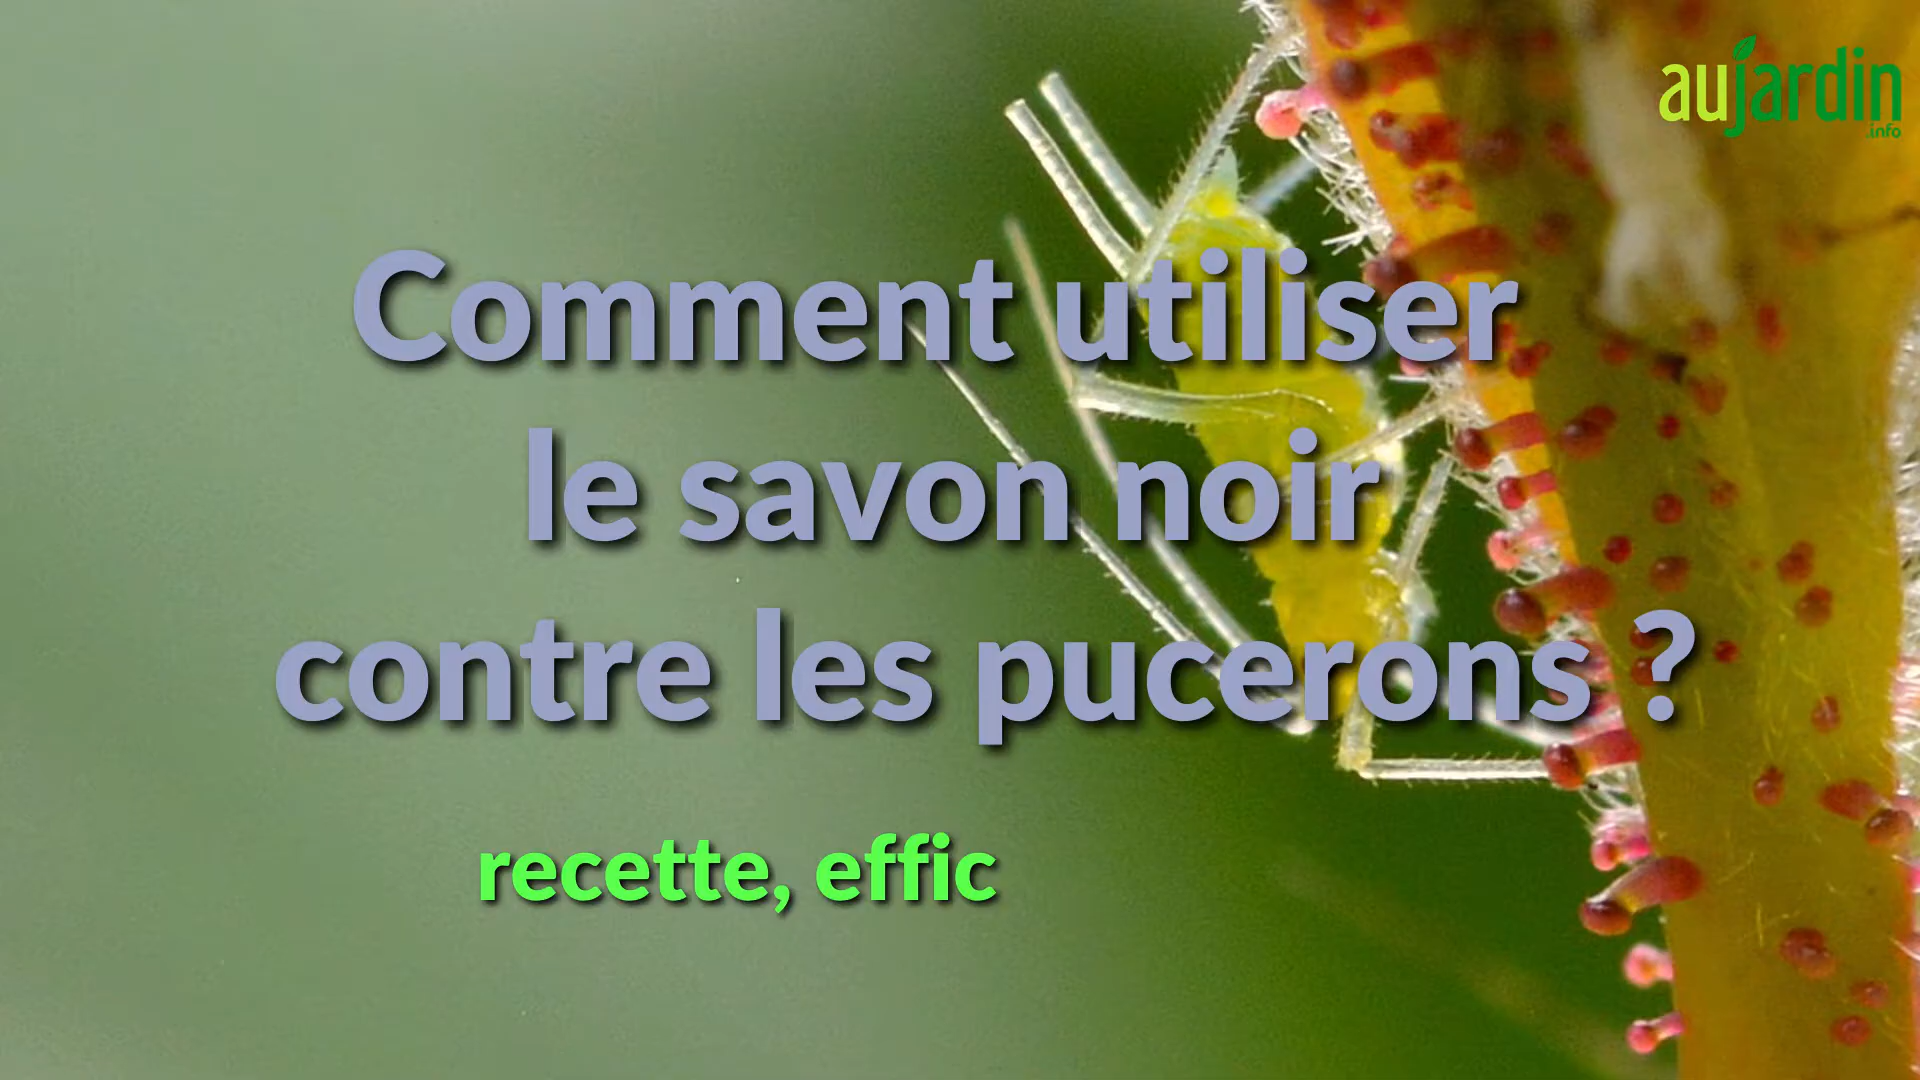 aujardin
.info
Comment utiliser
le savon noir
contre les pucerons ?
recette, effic